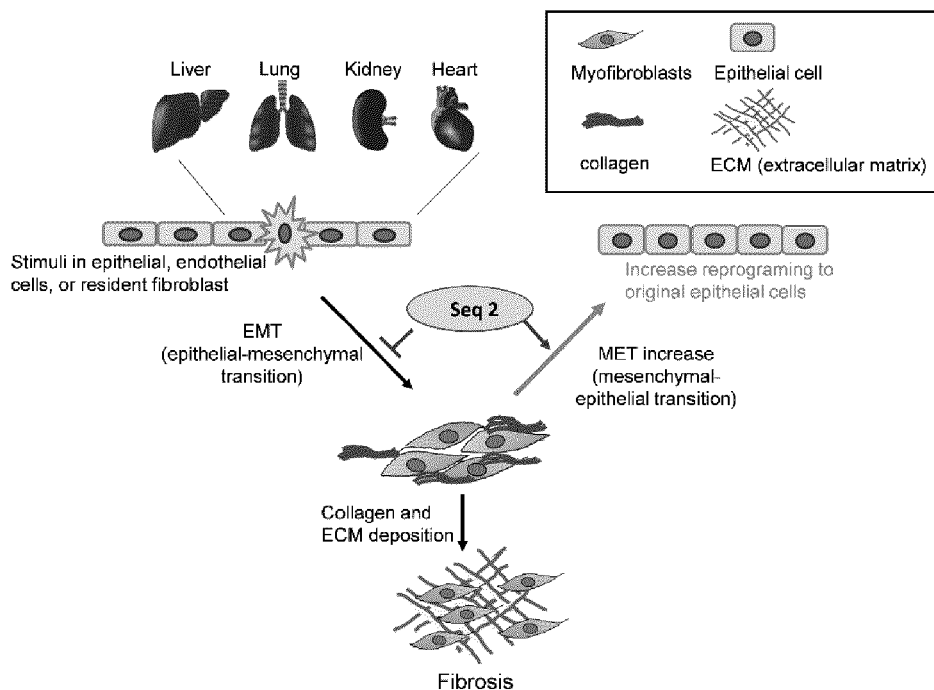 Liver Lung Kidney Heart
Myofibroblasts Epithelial cell
collagen ECM (extracellular matrix)
Stimuli in epithelial, endothelial
cells, or resident fibroblast
Increase reprograming to
original epithelial cells
Seq 2
EMT
(epithelial-mesenchymal
transition)
MET increase
(mesenchymal-
epithelial transition)
Collagen and
ECM deposition
Fibrosis